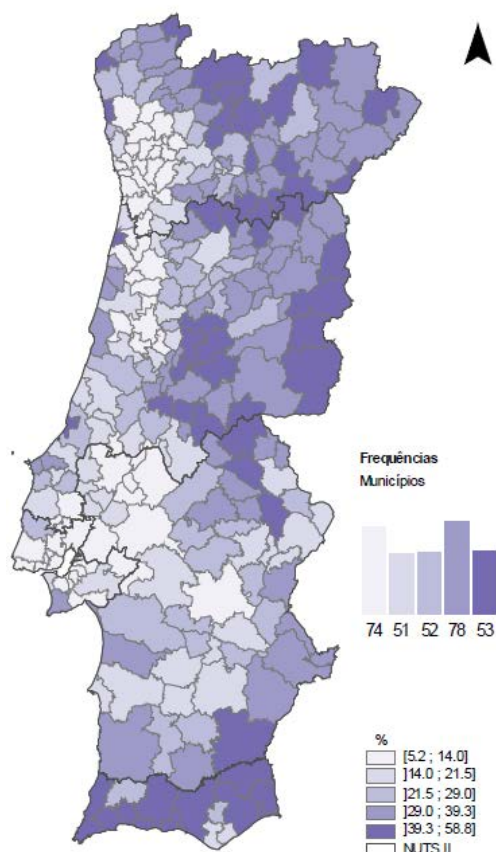 Frequências
Municípios
74 51 52 78 53
%
[5.2 ; 14.0]
]14.0 ; 21.5]
]21.5 ; 29.0]
]29.0 ; 39.3]
]39.3 ; 58.8]
NUTS II